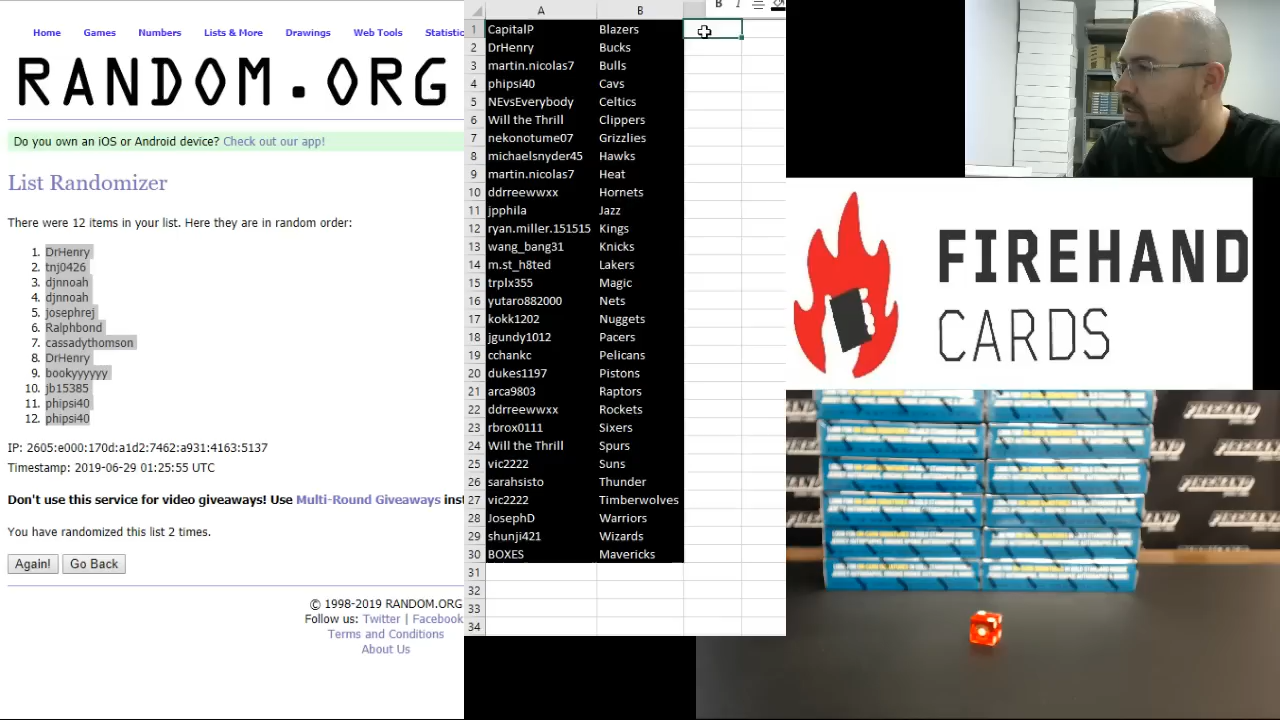 Home Games Numbers Lists & More Drawings Web Tools Statistic
RANDOM.ORG
Do you own an iOS or Android device? Check out our app!
List Randomizer
There were 12 items in your list. Here they are in random order:
1. DrHenry
2. tnj0426
3. djnnoah
4. djnnoah
5. josephrej
6. Ralphbond
7. cassadythomson
8. DrHenry
9. bookyyyyyy
10. jb15385
11. phipsi40
12. phipsi40
IP: 2605:e000:170d:a1d2:7462:a931:4163:5137
Timestamp: 2019-06-29 01:25:55 UTC
Don't use this service for video giveaways! Use Multi-Round Giveaways inst
You have randomized this list 2 times.
Again! Go Back
© 1998-2019 RANDOM.ORG
Follow us: Twitter | Facebook
Terms and Conditions
About Us
A B
1 CapitalP Blazers
2 DrHenry Bucks
3 martin.nicolas7 Bulls
4 phipsi40 Cavs
5 NEvsEverybody Celtics
6 Will the Thrill Clippers
7 nekonotume07 Grizzlies
8 michaelsnyder45 Hawks
9 martin.nicolas7 Heat
10 ddrreewwxx Hornets
11 jpphila Jazz
12 ryan.miller.151515 Kings
13 wang_bang31 Knicks
14 m.st_h8ted Lakers
15 trplx355 Magic
16 yutaro882000 Nets
17 kokk1202 Nuggets
18 jgundy1012 Pacers
19 cchankc Pelicans
20 dukes1197 Pistons
21 arca9803 Raptors
22 ddrreewwxx Rockets
23 rbrox0111 Sixers
24 Will the Thrill Spurs
25 vic2222 Suns
26 sarahsisto Thunder
27 vic2222 Timberwolves
28 JosephD Warriors
29 shunji421 Wizards
30 BOXES Mavericks
31
32
33
34
B I
FIREHAND
CARDS